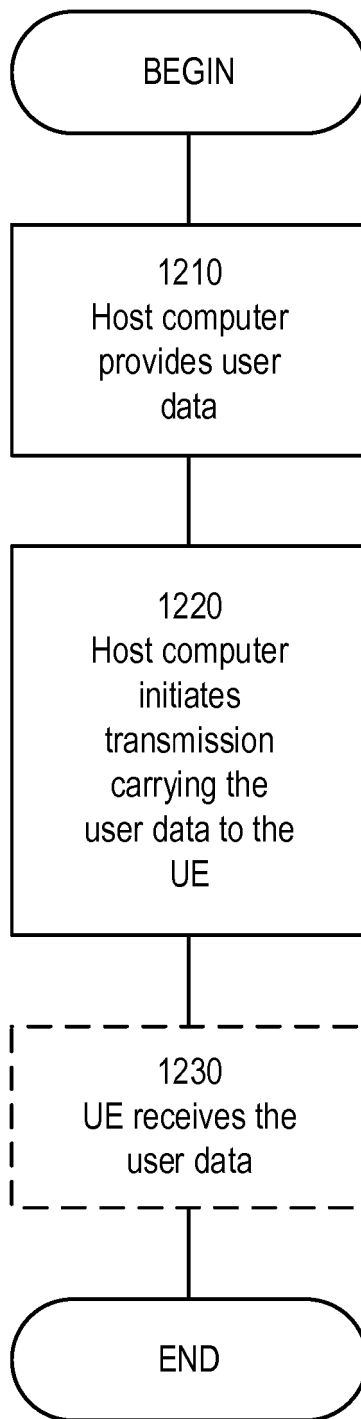 BEGIN
1210
Host computer
provides user
data
1220
Host computer
initiates
transmission
carrying the
user data to the
UE
1230
UE receives the
user data
END